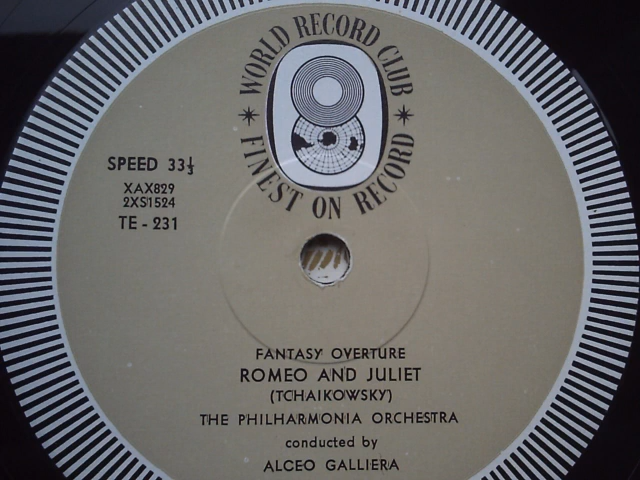 WORLD RECORD CLUB
FINEST ON RECORD
SPEED 33⅓
XAX829
2XS1524
TE - 231
FANTASY OVERTURE
ROMEO AND JULIET
(TCHAIKOWSKY)
THE PHILHARMONIA ORCHESTRA
conducted by
ALCEO GALLIERA